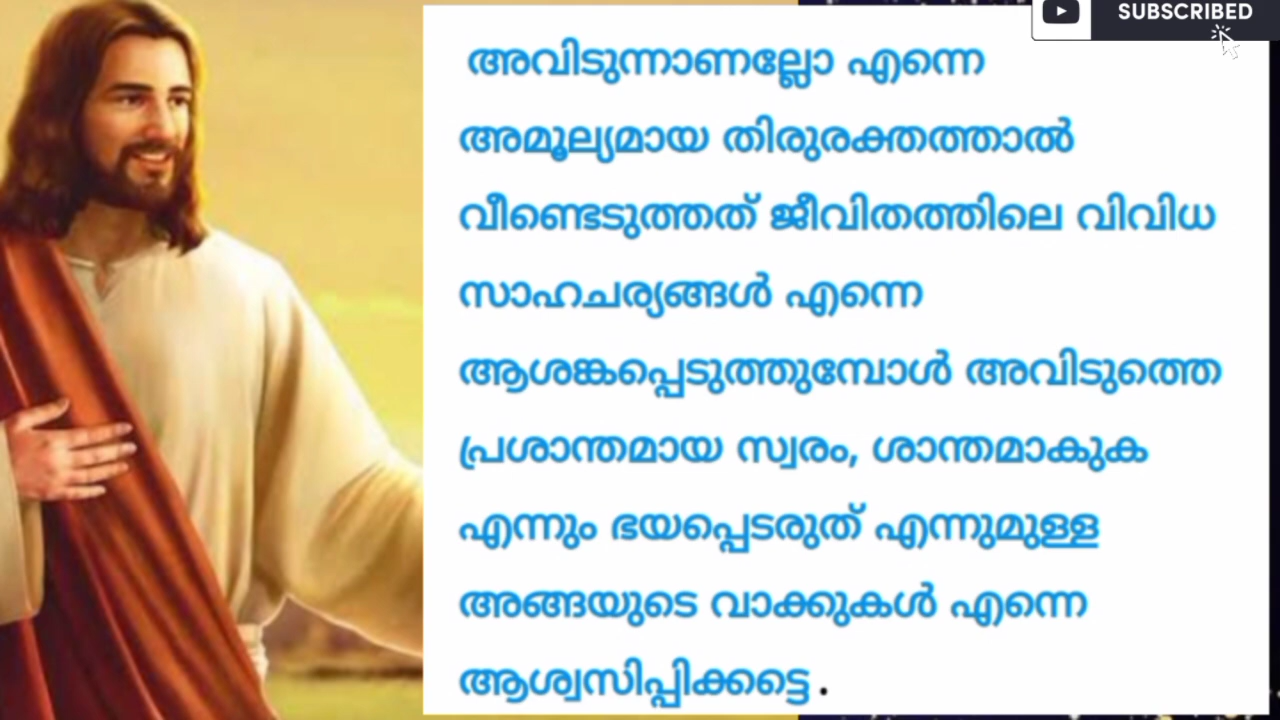 SUBSCRIBED
അവിടുന്നാണല്ലോ എന്നെ
അമൂല്യമായ തിരുരക്തത്താൽ
വീണ്ടെടുത്തത് ജീവിതത്തിലെ വിവിധ
സാഹചര്യങ്ങൾ എന്നെ
ആശങ്കപ്പെടുത്തുമ്പോൾ അവിടുത്തെ
പ്രശാന്തമായ സ്വരം, ശാന്തമാകുക
എന്നും ഭയപ്പെടരുത് എന്നുമുള്ള
അങ്ങയുടെ വാക്കുകൾ എന്നെ
ആശ്വസിപ്പിക്കട്ടെ.